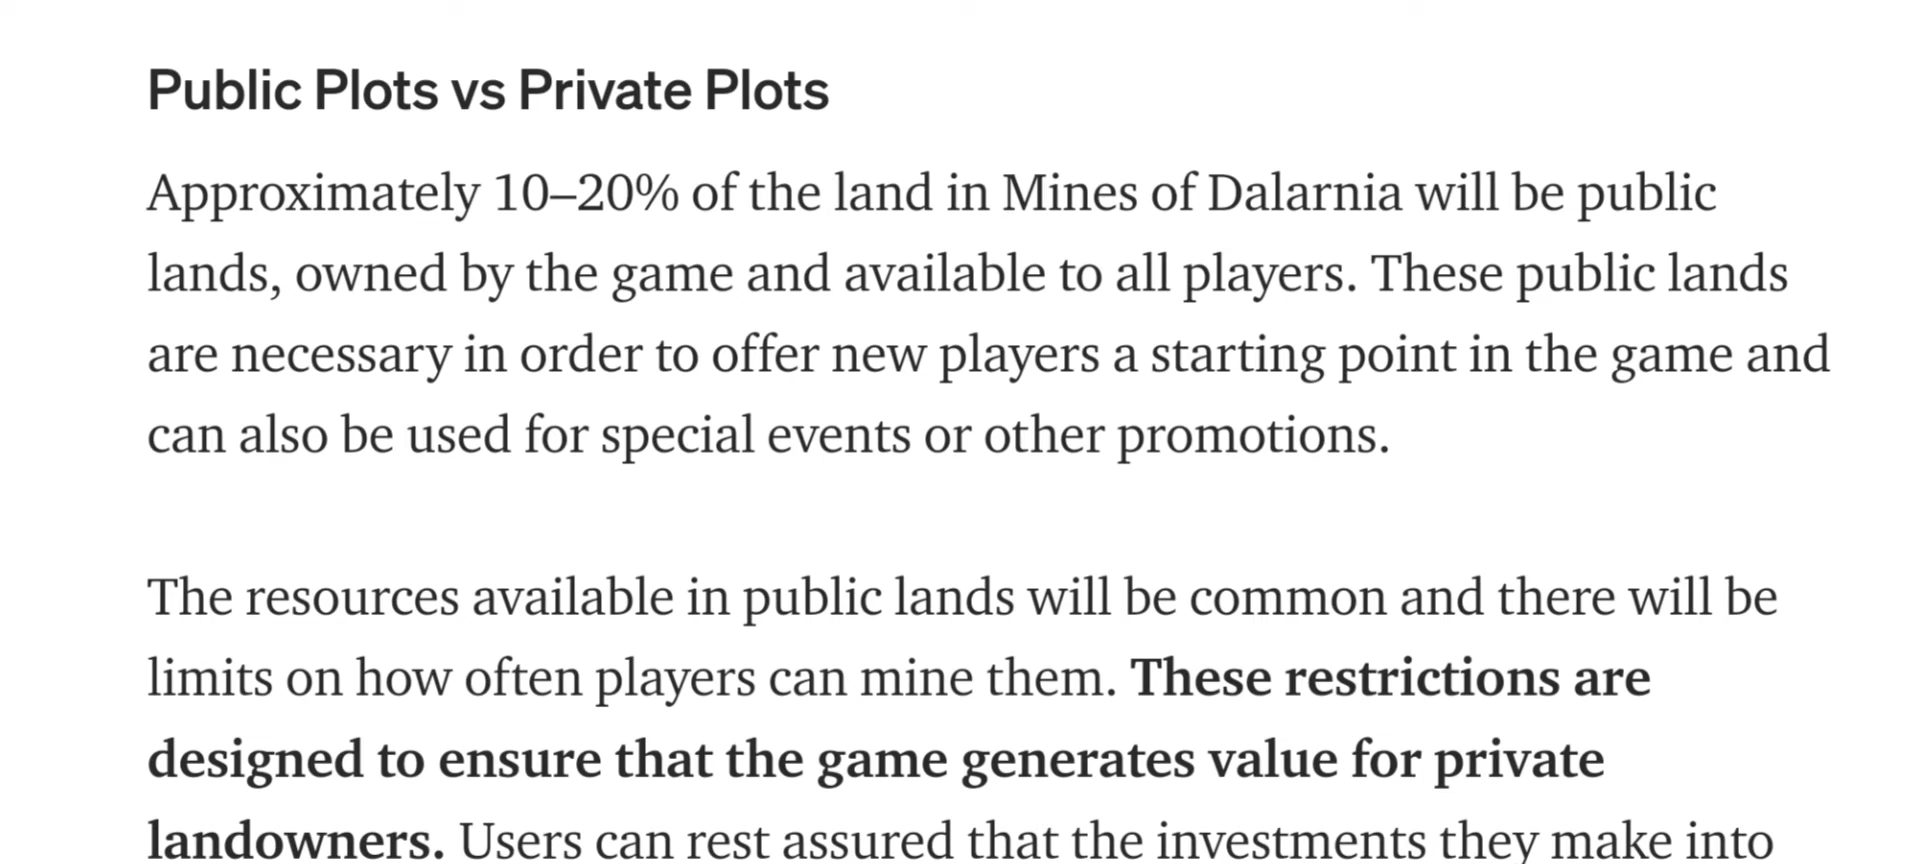 Public Plots vs Private Plots
Approximately 10–20% of the land in Mines of Dalarnia will be public
lands, owned by the game and available to all players. These public lands
are necessary in order to offer new players a starting point in the game and
can also be used for special events or other promotions.
The resources available in public lands will be common and there will be
limits on how often players can mine them. These restrictions are
designed to ensure that the game generates value for private
landowners. Users can rest assured that the investments they make into